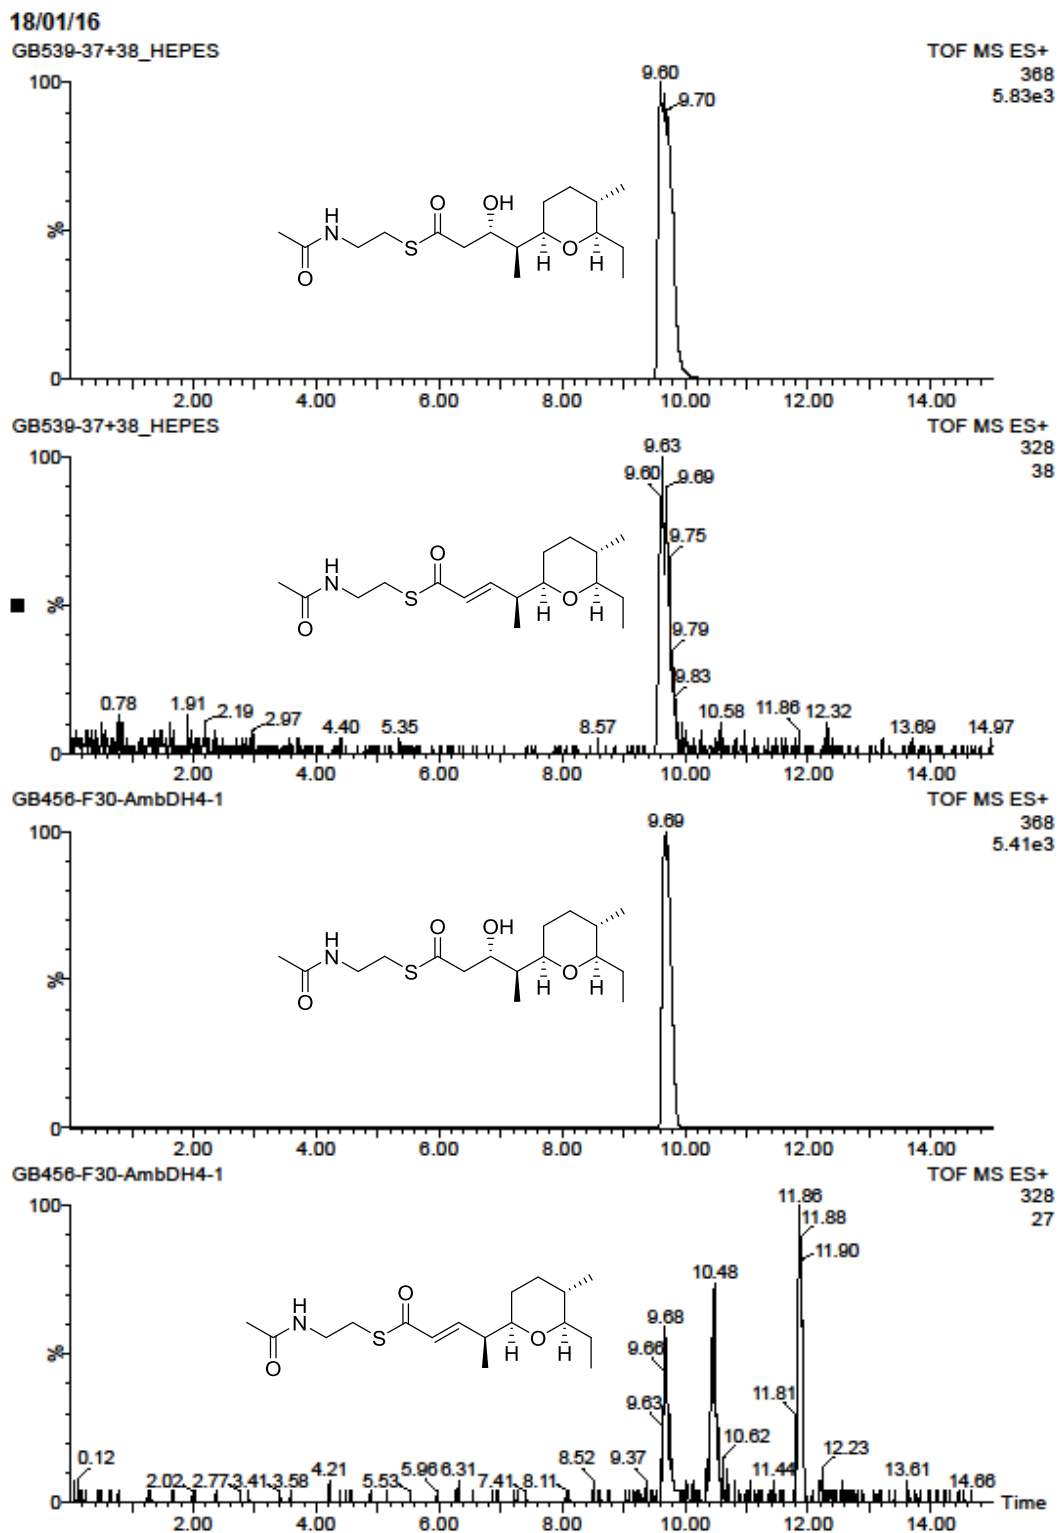 18/01/16
GB539-37+38_HEPES TOF MS ES+
368
5.83e3
9.60
9.70
100
%
0
O OH
H
N
S
O
O
H H
2.00 4.00 6.00 8.00 10.00 12.00 14.00
GB539-37+38_HEPES TOF MS ES+
328
38
9.63
9.60 9.69
9.75
9.79
9.83
100
%
0
O
H
N
S
O
O
H H
0.78 1.91 2.19 2.97 4.40 5.35 8.57 10.58 11.86 12.32 13.69 14.97
2.00 4.00 6.00 8.00 10.00 12.00 14.00
GB456-F30-AmbDH4-1 TOF MS ES+
368
5.41e3
9.69
100
%
0
O OH
H
N
S
O
O
H H
2.00 4.00 6.00 8.00 10.00 12.00 14.00
GB456-F30-AmbDH4-1 TOF MS ES+
328
27
11.86
11.88
11.90
10.48
9.68
9.66
9.63
11.81
10.62
100
%
0
O
H
N
S
O
O
H H
0.12 2.02 2.77 3.41 3.58 4.21 5.53 5.96 6.31 7.41 8.11 8.52 9.37 11.44 12.23 13.61 14.66
Time
2.00 4.00 6.00 8.00 10.00 12.00 14.00